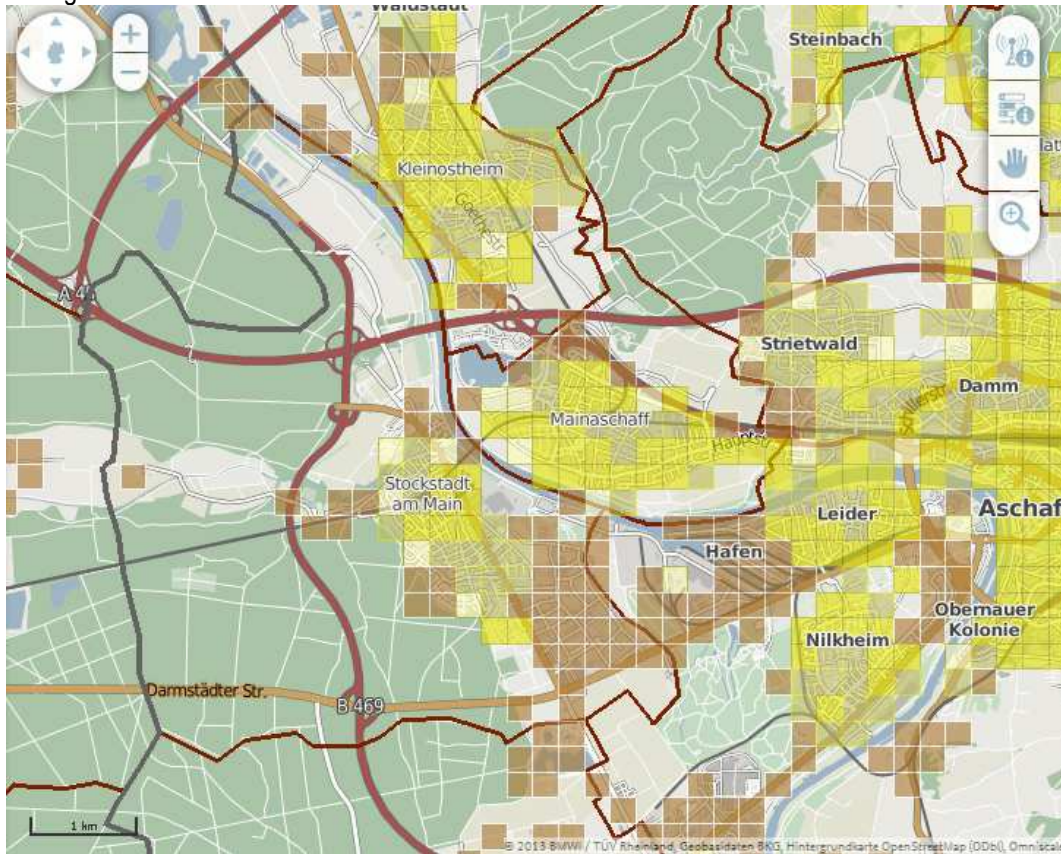 Waldstadt
Steinbach
Kleinostheim
Goethestr.
Strietwald
Damm
Mainaschaff
Hauptstr.
Stockstadt
am Main
Leider
Aschaf
Hafen
Obernauer
Kolonie
Nilkheim
Darmstädter Str.
B 469
1 km
© 2013 BMWi / TÜV Rheinland, Geobasisdaten BKG, Hintergrundkarte OpenStreetMap (ODbl), Omnisca